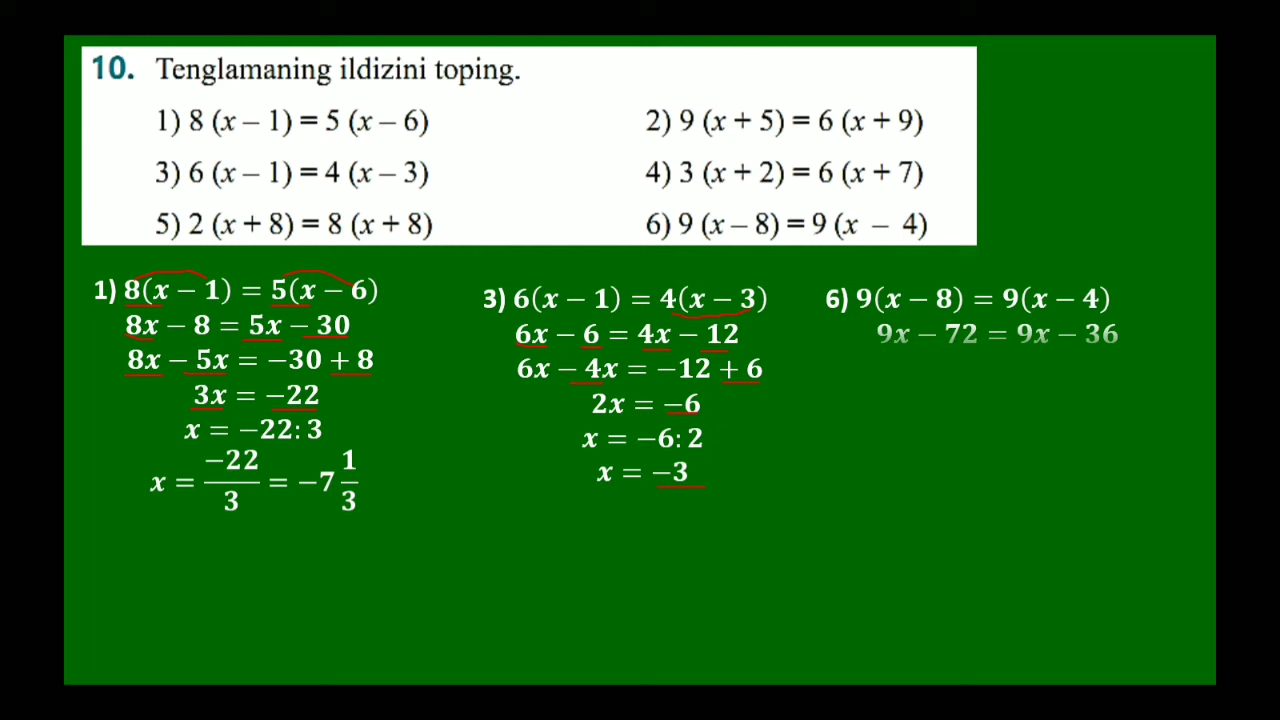 10. Tenglamaning ildizini toping.
1) 8 (x – 1) = 5 (x – 6)
2) 9 (x + 5) = 6 (x + 9)
3) 6 (x – 1) = 4 (x – 3)
4) 3 (x + 2) = 6 (x + 7)
5) 2 (x + 8) = 8 (x + 8)
6) 9 (x – 8) = 9 (x – 4)
1) 8(x − 1) = 5(x − 6)
8x − 8 = 5x − 30
8x − 5x = −30 + 8
3x = −22
x = −22: 3
x = −22/3 = −7 1/3
3) 6(x − 1) = 4(x − 3)
6x − 6 = 4x − 12
6x − 4x = −12 + 6
2x = −6
x = −6: 2
x = −3
6) 9(x − 8) = 9(x − 4)
9x − 72 = 9x − 36